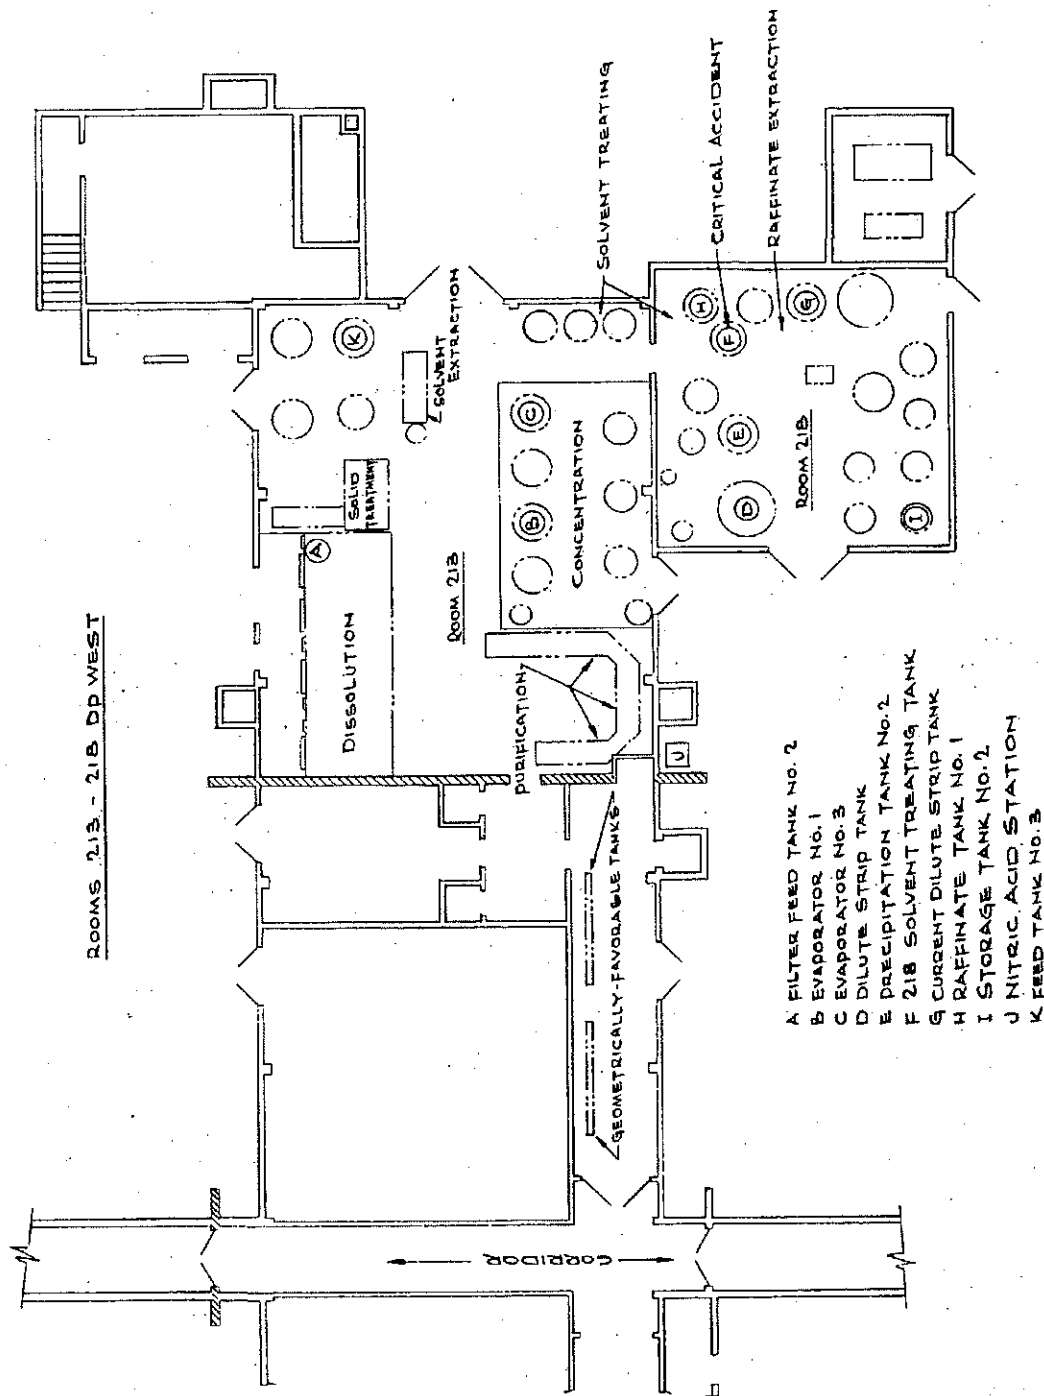 ROOMS 213 - 218 DP WEST
DISSOLUTION
A
SOLID
TREATMENT
K
SOLVENT
EXTRACTION
ROOM 213
PURIFICATION
CONCENTRATION
B
C
SOLVENT TREATING
CRITICAL ACCIDENT
RAFFINATE EXTRACTION
H
F
G
E
D
ROOM 218
I
J
GEOMETRICALLY-FAVORABLE TANKS
CORRIDOR
A FILTER FEED TANK No. 2
B EVAPORATOR No. 1
C EVAPORATOR No. 3
D DILUTE STRIP TANK
E PRECIPITATION TANK No. 2
F 218 SOLVENT TREATING TANK
G CURRENT DILUTE STRIP TANK
H RAFFINATE TANK No. 1
I STORAGE TANK No. 2
J NITRIC ACID STATION
K FEED TANK No. 3